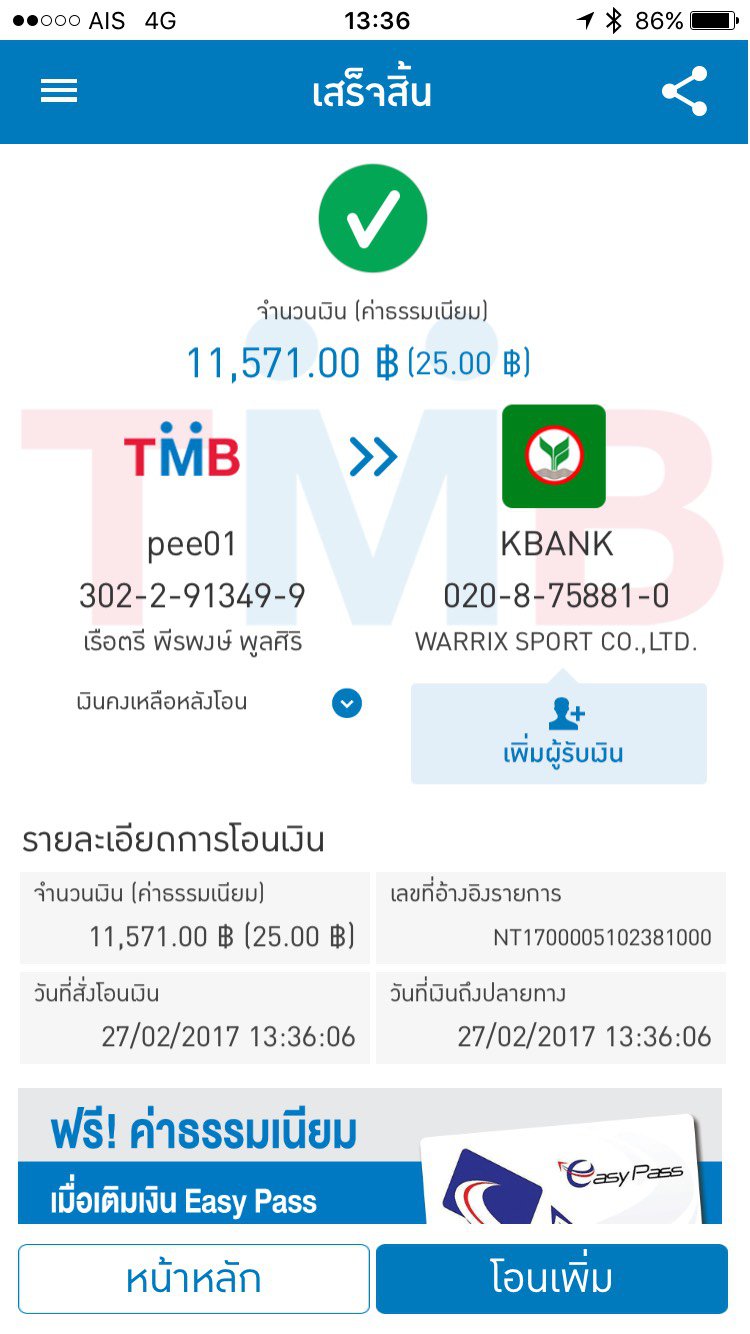 AIS 4G 13:36 86%
เสร็จสิ้น
จำนวนเงิน (ค่าธรรมเนียม)
11,571.00 ฿ (25.00 ฿)
TMB
pee01
302-2-91349-9
เรือตรี พีรพงษ์ พูลศิริ
เงินคงเหลือหลังโอน
KBANK
020-8-75881-0
WARRIX SPORT CO.,LTD.
เพิ่มผู้รับเงิน
รายละเอียดการโอนเงิน
จำนวนเงิน (ค่าธรรมเนียม)
11,571.00 ฿ (25.00 ฿)
เลขที่อ้างอิงรายการ
NT1700005102381000
วันที่สั่งโอนเงิน
27/02/2017 13:36:06
วันที่เงินถึงปลายทาง
27/02/2017 13:36:06
ฟรี! ค่าธรรมเนียม
เมื่อเติมเงิน Easy Pass
easy Pass
หน้าหลัก
โอนเพิ่ม